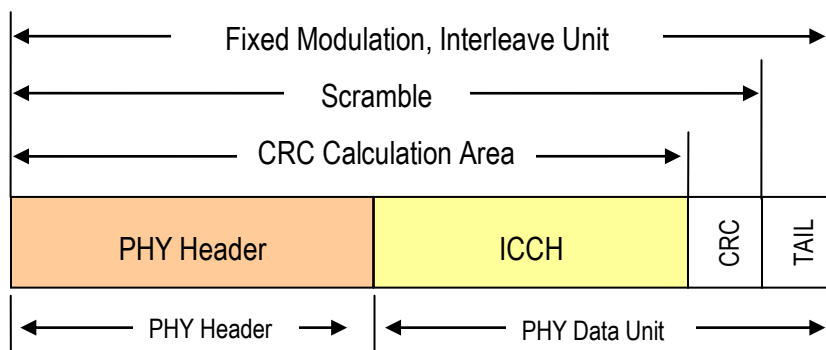 Fixed Modulation, Interleave Unit
Scramble
CRC Calculation Area
PHY Header
ICCH
CRC
TAIL
PHY Header
PHY Data Unit